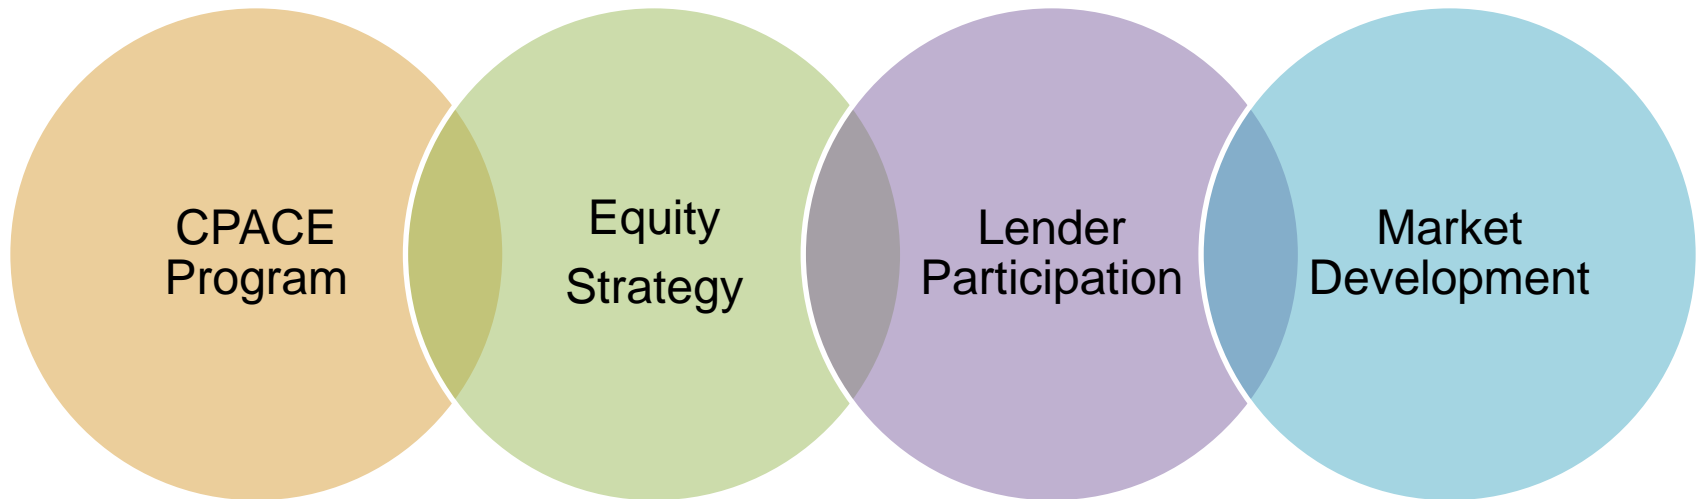 CPACE
Program
Equity
Strategy
Lender
Participation
Market
Development